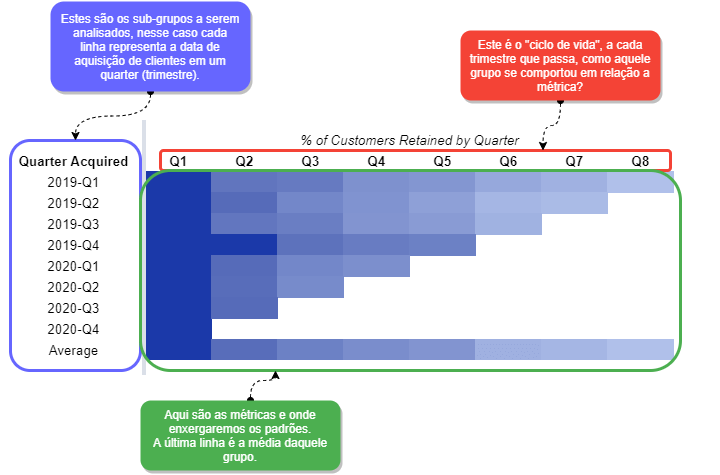 Estes são os sub-grupos a serem
analisados, nesse caso cada
linha representa a data de
aquisição de clientes em um
quarter (trimestre).
Este é o "ciclo de vida", a cada
trimestre que passa, como aquele
grupo se comportou em relação a
métrica?
% of Customers Retained by Quarter
Quarter Acquired Q1 Q2 Q3 Q4 Q5 Q6 Q7 Q8
2019-Q1
2019-Q2
2019-Q3
2019-Q4
2020-Q1
2020-Q2
2020-Q3
2020-Q4
Average
Aqui são as métricas e onde
enxergaremos os padrões.
A última linha é a média daquele
grupo.